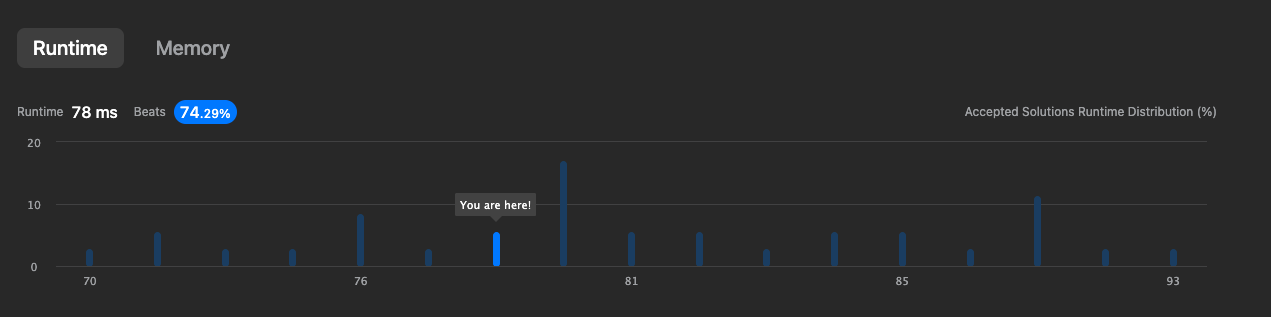 Runtime Memory
Runtime 78 ms Beats 74.29% Accepted Solutions Runtime Distribution (%)
20
You are here!
10
0
70 76 81 85 93